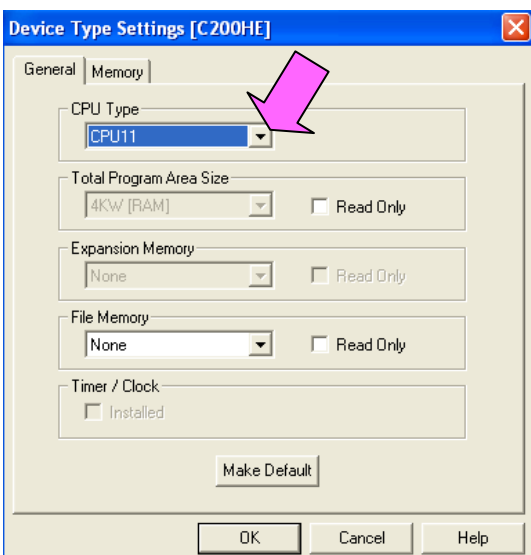 Device Type Settings [C200HE]
General Memory
CPU Type
CPU11
Total Program Area Size
4KW [RAM] Read Only
Expansion Memory
None Read Only
File Memory
None Read Only
Timer / Clock
Installed
Make Default
OK Cancel Help